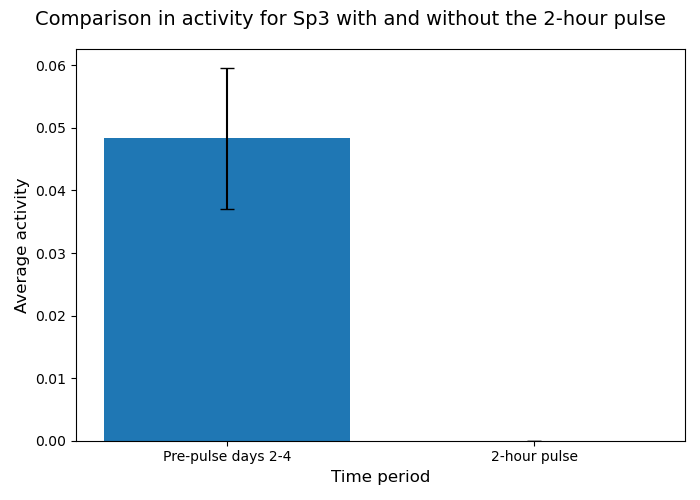 Comparison in activity for Sp3 with and without the 2-hour pulse
0.06
0.05
0.04
0.03
0.02
0.01
0.00
Average activity
Pre-pulse days 2-4
2-hour pulse
Time period